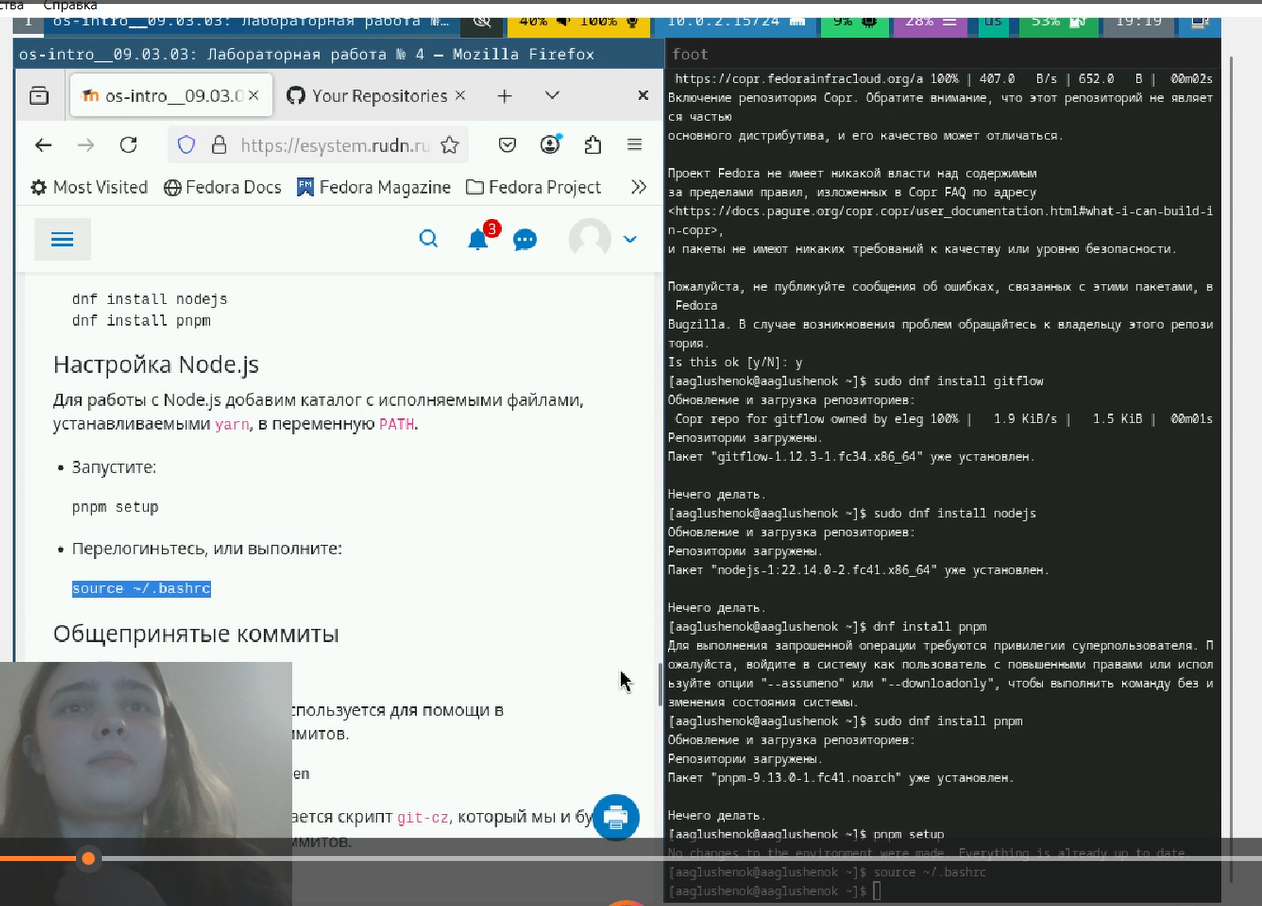 ства Справка
1 os-intro__09.03.03: Лабораторная работа №… 40% 100% 10.0.2.15/24 9% 28% us 53% 19:19
os-intro__09.03.03: Лабораторная работа № 4 — Mozilla Firefox
os-intro__09.03.0 Your Repositories
https://esystem.rudn.ru
Most Visited Fedora Docs Fedora Magazine Fedora Project
3
dnf install nodejs
dnf install pnpm
Настройка Node.js
Для работы с Node.js добавим каталог с исполняемыми файлами,
устанавливаемыми yarn, в переменную PATH.
• Запустите:
pnpm setup
• Перелогиньтесь, или выполните:
source ~/.bashrc
Общепринятые коммиты
спользуется для помощи в
ммитов.
en
ается скрипт git-cz, который мы и бу
ммитов.
foot
https://copr.fedorainfracloud.org/a 100% | 407.0 B/s | 652.0 B | 00m02s
Включение репозитория Copr. Обратите внимание, что этот репозиторий не являет
ся частью
основного дистрибутива, и его качество может отличаться.
Проект Fedora не имеет никакой власти над содержимым
за пределами правил, изложенных в Copr FAQ по адресу
<https://docs.pagure.org/copr.copr/user_documentation.html#what-i-can-build-i
n-copr>,
и пакеты не имеют никаких требований к качеству или уровню безопасности.
Пожалуйста, не публикуйте сообщения об ошибках, связанных с этими пакетами, в
Fedora
Bugzilla. В случае возникновения проблем обращайтесь к владельцу этого репози
тория.
Is this ok [y/N]: y
[aaglushenok@aaglushenok ~]$ sudo dnf install gitflow
Обновление и загрузка репозиториев:
Copr repo for gitflow owned by eleg 100% | 1.9 KiB/s | 1.5 KiB | 00m01s
Репозитории загружены.
Пакет "gitflow-1.12.3-1.fc34.x86_64" уже установлен.
Нечего делать.
[aaglushenok@aaglushenok ~]$ sudo dnf install nodejs
Обновление и загрузка репозиториев:
Репозитории загружены.
Пакет "nodejs-1:22.14.0-2.fc41.x86_64" уже установлен.
Нечего делать.
[aaglushenok@aaglushenok ~]$ dnf install pnpm
Для выполнения запрошенной операции требуются привилегии суперпользователя. П
ожалуйста, войдите в систему как пользователь с повышенными правами или испол
ьзуйте опции "--assumeno" или "--downloadonly", чтобы выполнить команду без и
зменения состояния системы.
[aaglushenok@aaglushenok ~]$ sudo dnf install pnpm
Обновление и загрузка репозиториев:
Репозитории загружены.
Пакет "pnpm-9.13.0-1.fc41.noarch" уже установлен.
Нечего делать.
[aaglushenok@aaglushenok ~]$ pnpm setup
No changes to the environment were made. Everything is already up to date.
[aaglushenok@aaglushenok ~]$ source ~/.bashrc
[aaglushenok@aaglushenok ~]$